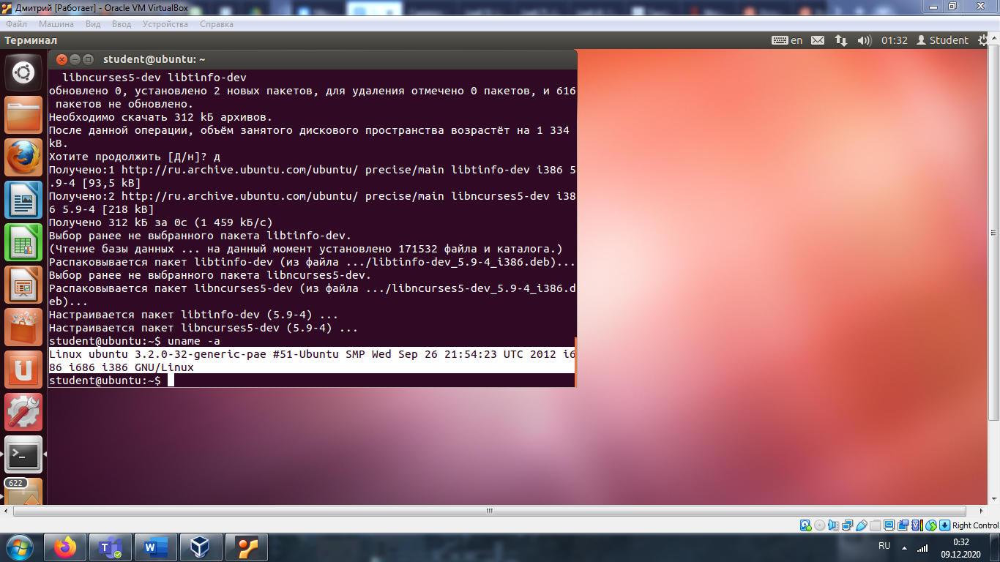 Дмитрий [Работает] - Oracle VM VirtualBox
Файл Машина Вид Ввод Устройства Справка
Терминал en 01:32 Student
student@ubuntu: ~
libncurses5-dev libtinfo-dev
обновлено 0, установлено 2 новых пакетов, для удаления отмечено 0 пакетов, и 616
пакетов не обновлено.
Необходимо скачать 312 kБ архивов.
После данной операции, объём занятого дискового пространства возрастёт на 1 334
kB.
Хотите продолжить [Д/н]? д
Получено:1 http://ru.archive.ubuntu.com/ubuntu/ precise/main libtinfo-dev i386 5
.9-4 [93,5 kB]
Получено:2 http://ru.archive.ubuntu.com/ubuntu/ precise/main libncurses5-dev i38
6 5.9-4 [218 kB]
Получено 312 kБ за 0с (1 459 kБ/c)
Выбор ранее не выбранного пакета libtinfo-dev.
(Чтение базы данных ... на данный момент установлено 171532 файла и каталога.)
Распаковывается пакет libtinfo-dev (из файла .../libtinfo-dev_5.9-4_i386.deb)...
Выбор ранее не выбранного пакета libncurses5-dev.
Распаковывается пакет libncurses5-dev (из файла .../libncurses5-dev_5.9-4_i386.d
eb)...
Настраивается пакет libtinfo-dev (5.9-4) ...
Настраивается пакет libncurses5-dev (5.9-4) ...
student@ubuntu:~$ uname -a
Linux ubuntu 3.2.0-32-generic-pae #51-Ubuntu SMP Wed Sep 26 21:54:23 UTC 2012 i6
86 i686 i386 GNU/Linux
student@ubuntu:~$
622
Right Control
RU 0:32
09.12.2020